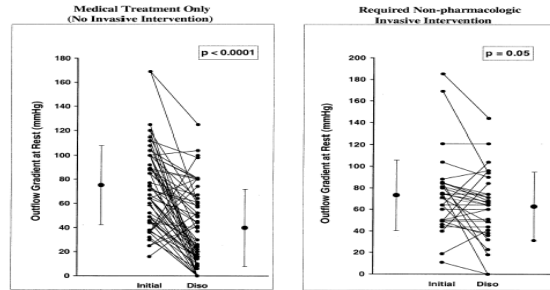 Medical Treatment Only
(No Invasive Intervention)
p < 0.0001
Outflow Gradient at Rest (mmHg)
180
160
140
120
100
80
60
40
20
0
Initial Diso
Required Non-pharmacologic
Invasive Intervention
p = 0.05
Outflow Gradient at Rest (mmHg)
200
180
160
140
120
100
80
60
40
20
0
Initial Diso